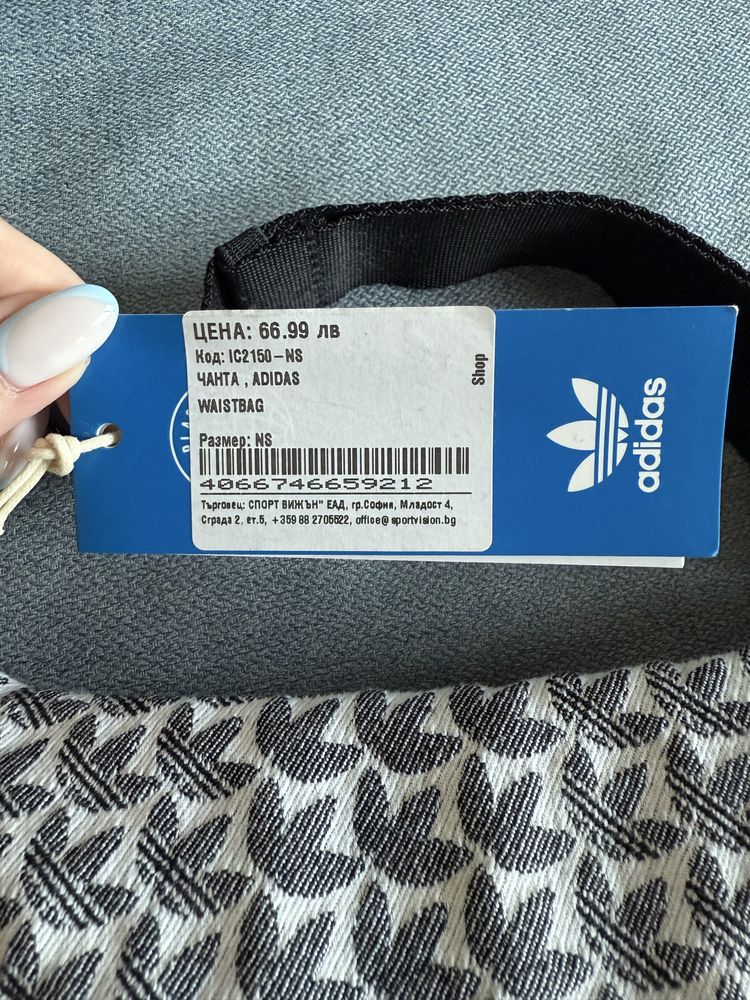 ЦЕНА: 66.99 лв
Код: IC2150-NS
ЧАНТА , ADIDAS
WAISTBAG
Размер: NS
4066746659212
Търговец: СПОРТ ВИЖЪН" ЕАД, гр.София, Младост 4,
Сграда 2, ет.5, +359 88 2705522, office@sportvision.bg
Shop
adidas